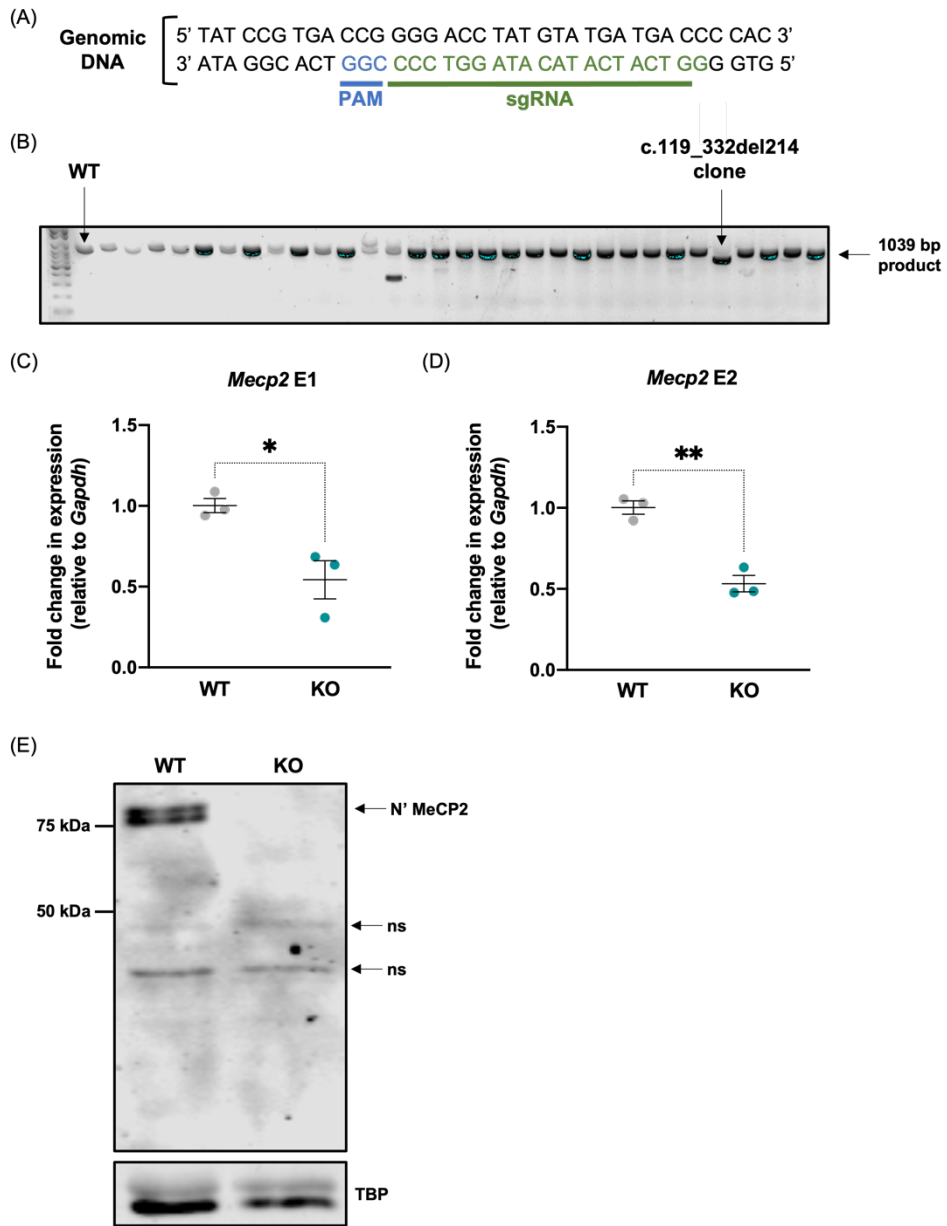 (A)
Genomic DNA
5’ TAT CCG TGA CCG GGG ACC TAT GTA TGA TGA CCC CAC 3’
3’ ATA GGC ACT GGC CCC TGG ATA CAT ACT ACT GG GGTG 5’
PAM sgRNA
(B)
WT
c.119_332del214
clone
1039 bp
product
(C)
Mecp2 E1
Fold change in expression
(relative to Gapdh)
1.5
1.0
0.5
0.0
*
WT KO
(D)
Mecp2 E2
Fold change in expression
(relative to Gapdh)
1.5
1.0
0.5
0.0
**
WT KO
(E)
WT KO
N’ MeCP2
75 kDa
50 kDa
ns
ns
TBP